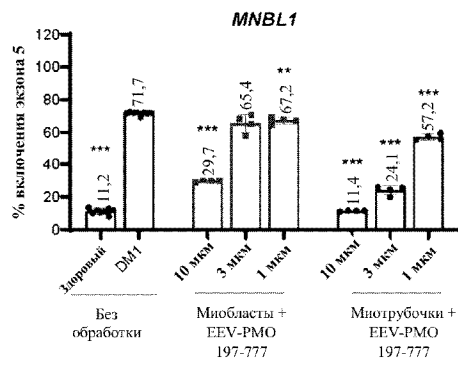 MNBL1
% включения экзона 5
120
100
80
60
40
20
0
*** 11,2
71,7
*** 29,7
65,4
** 67,2
*** 11,4
*** 24,1
*** 57,2
Здоровый
DM1
10 мкм
3 мкм
1 мкм
10 мкм
3 мкм
1 мкм
Без обработки
Миобласты +
EEV-PMO
197-777
Миотрубочки +
EEV-PMO
197-777